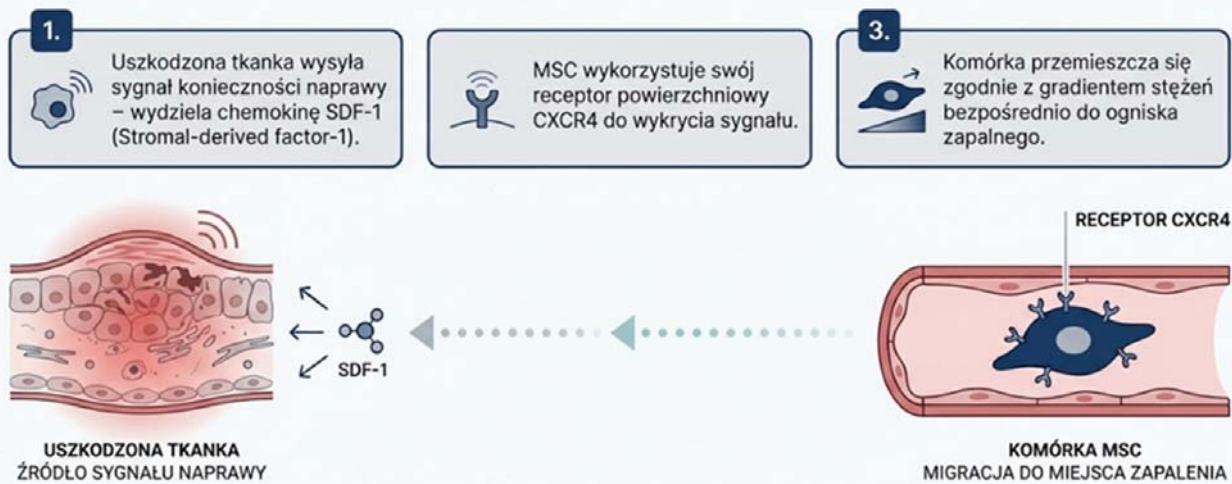 1.
Uszkodzona tkanka wysyła
sygnał konieczności naprawy
– wydziela chemokinę SDF-1
(Stromal-derived factor-1).
MSC wykorzystuje swój
receptor powierzchniowy
CXCR4 do wykrycia sygnału.
3.
Komórka przemieszcza się
zgodnie z gradientem stężeń
bezpośrednio do ogniska
zapalnego.
RECEPTOR CXCR4
SDF-1
USZKODZONA TKANKA
ŹRÓDŁO SYGNAŁU NAPRAWY
KOMÓRKA MSC
MIGRACJA DO MIEJSCA ZAPALENIA